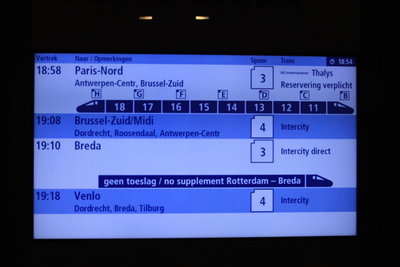 Vertrek Naar / Opmerkingen Spoor Trein 18:54
18:58 Paris-Nord 3 NS International Thalys
Antwerpen-Centr, Brussel-Zuid Reservering verplicht
H G F E D C B
18 17 16 15 14 13 12 11
19:08 Brussel-Zuid/Midi 4 Intercity
Dordrecht, Roosendaal, Antwerpen-Centr
19:10 Breda 3 Intercity direct
geen toeslag / no supplement Rotterdam – Breda
19:18 Venlo 4 Intercity
Dordrecht, Breda, Tilburg